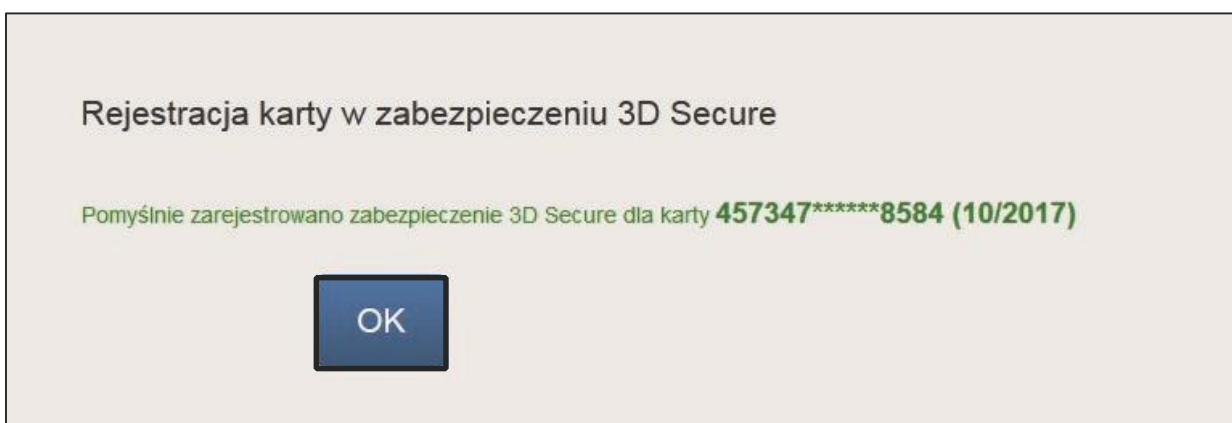 Rejestracja karty w zabezpieczeniu 3D Secure
Pomyślnie zarejestrowano zabezpieczenie 3D Secure dla karty 457347******8584 (10/2017)
OK